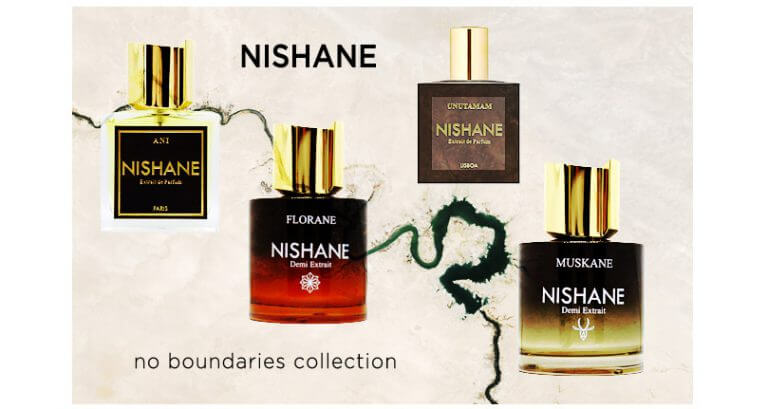 NISHANE
ANI
NISHANE
Extrait de Parfum
PARIS
FLORANE
NISHANE
Demi Extrait
UNUTAMAM
NISHANE
Extrait de Parfum
LISBOA
MUSKANE
NISHANE
Demi Extrait
no boundaries collection